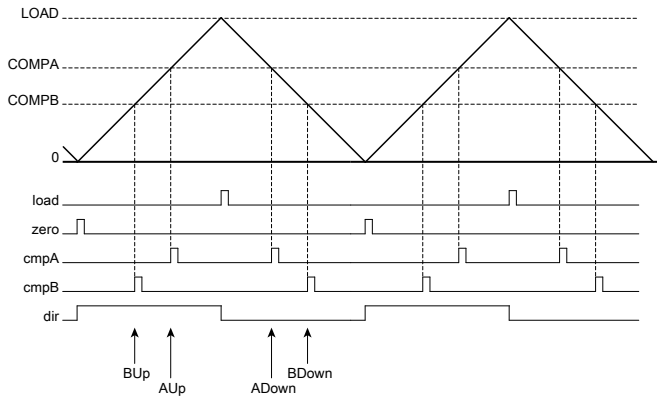 LOAD
COMPA
COMPB
0
load
zero
cmpA
cmpB
dir
BUp
BDown
AUp
ADown